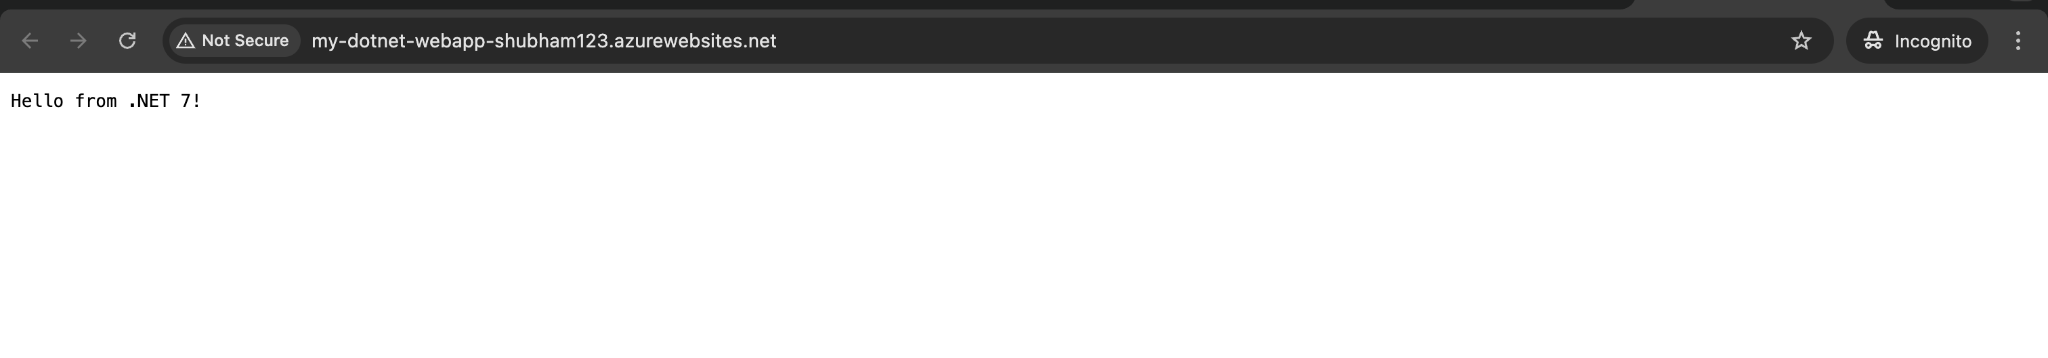 Not Secure my-dotnet-webapp-shubham123.azurewebsites.net Incognito
Hello from .NET 7!